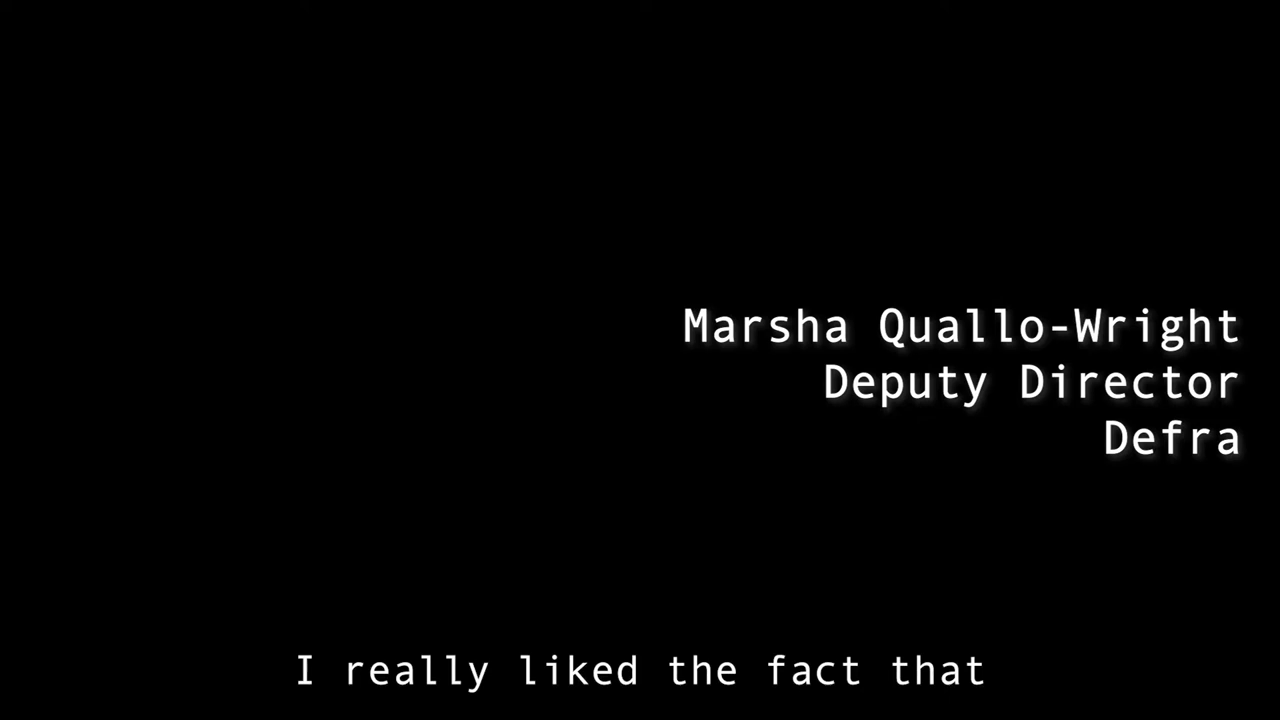 Marsha Quallo-Wright
Deputy Director
Defra
I really liked the fact that